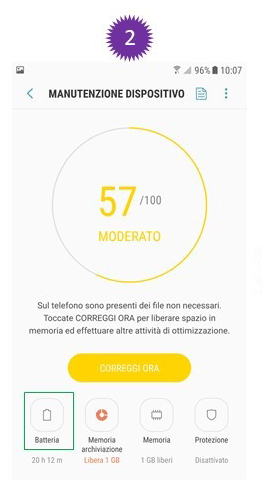 2
96% 10:07
MANUTENZIONE DISPOSITIVO
57/100
MODERATO
Sul telefono sono presenti dei file non necessari.
Toccate CORREGGI ORA per liberare spazio in
memoria ed effettuare altre attività di ottimizzazione.
CORREGGI ORA
Batteria
20 h 12 m
Memoria
archiviazione
Libera 1 GB
Memoria
1 GB liberi
Protezione
Disattivato